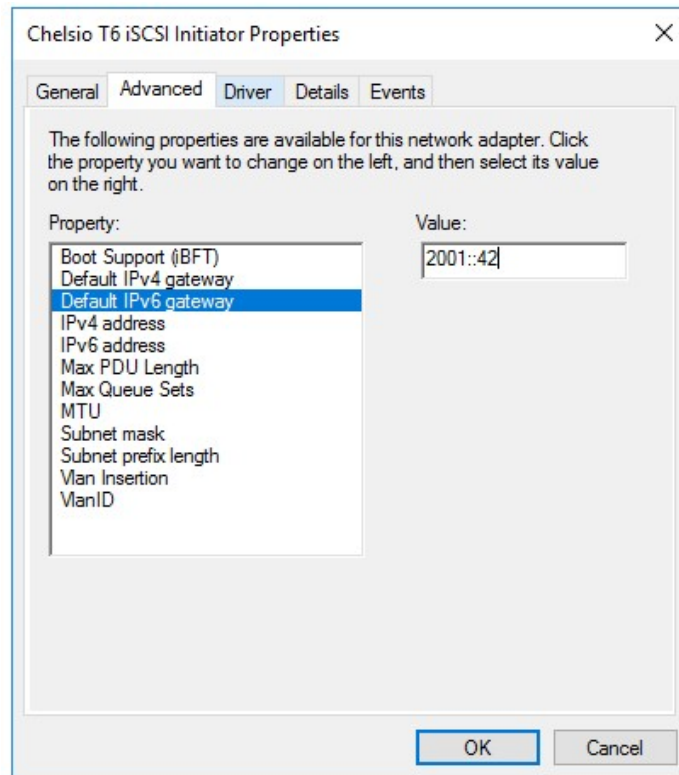 Chelsio T6 iSCSI Initiator Properties
General Advanced Driver Details Events
The following properties are available for this network adapter. Click
the property you want to change on the left, and then select its value
on the right.
Property:
Boot Support (iBFT)
Default IPv4 gateway
Default IPv6 gateway
IPv4 address
IPv6 address
Max PDU Length
Max Queue Sets
MTU
Subnet mask
Subnet prefix length
Vlan Insertion
VlanID
Value:
2001::42
OK Cancel